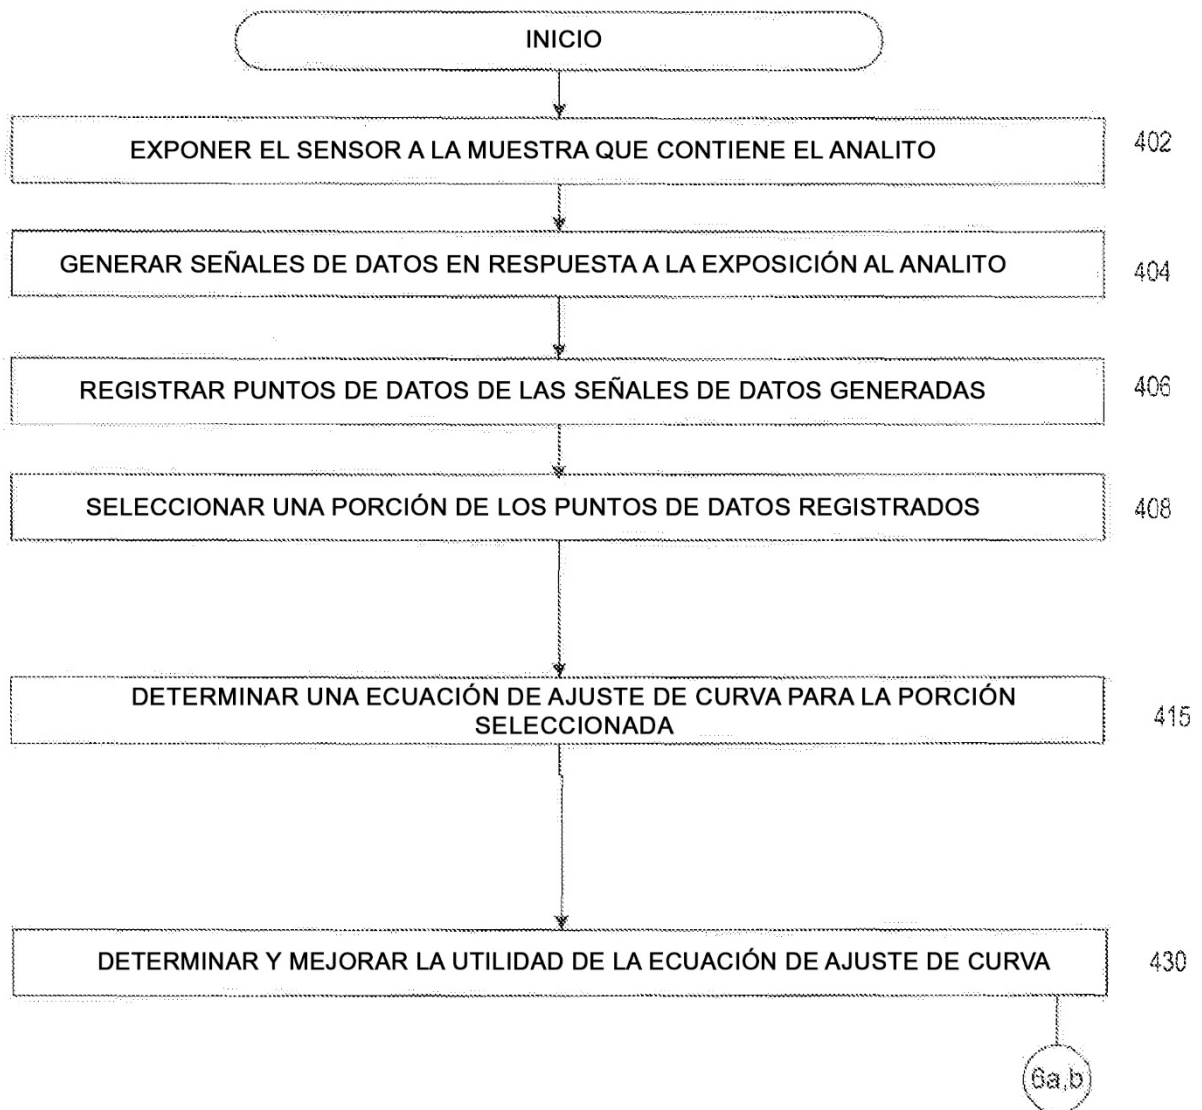 INICIO
EXPONER EL SENSOR A LA MUESTRA QUE CONTIENE EL ANALITO
402
GENERAR SEÑALES DE DATOS EN RESPUESTA A LA EXPOSICIÓN AL ANALITO
404
REGISTRAR PUNTOS DE DATOS DE LAS SEÑALES DE DATOS GENERADAS
406
SELECCIONAR UNA PORCIÓN DE LOS PUNTOS DE DATOS REGISTRADOS
408
DETERMINAR UNA ECUACIÓN DE AJUSTE DE CURVA PARA LA PORCIÓN
SELECCIONADA
415
DETERMINAR Y MEJORAR LA UTILIDAD DE LA ECUACIÓN DE AJUSTE DE CURVA
430
6a,b